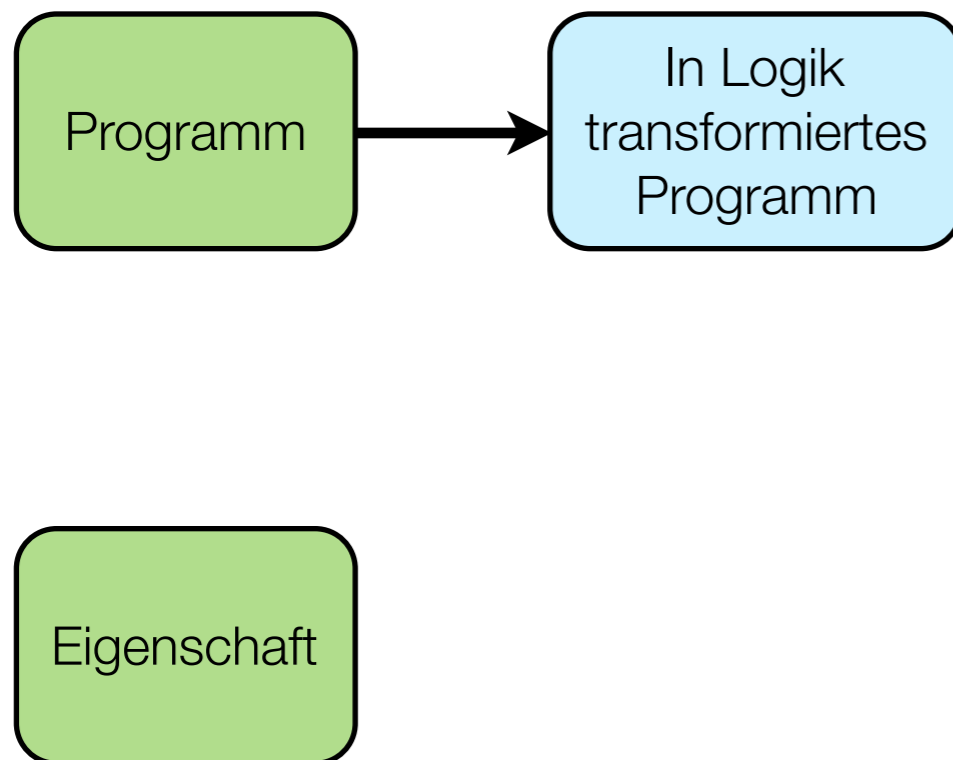 Programm
In Logik
transformiertes
Programm
Eigenschaft